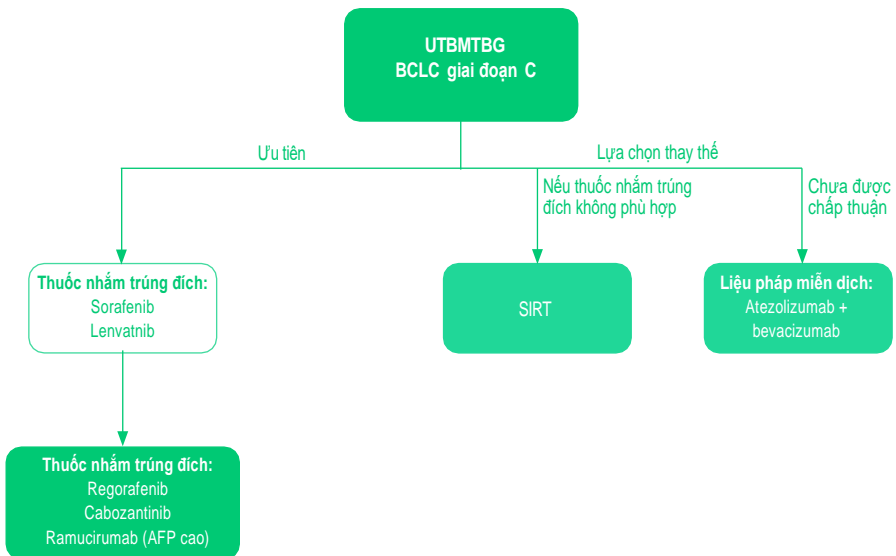 UTBMTBG
BCLC giai đoạn C
Ưu tiên
Lựa chọn thay thế
Nếu thuốc nhắm trúng
đích không phù hợp
Chưa được
chấp thuận
Thuốc nhắm trúng đích:
Sorafenib
Lenvatnib
SIRT
Liệu pháp miễn dịch:
Atezolizumab +
bevacizumab
Thuốc nhắm trúng đích:
Regorafenib
Cabozantinib
Ramucirumab (AFP cao)